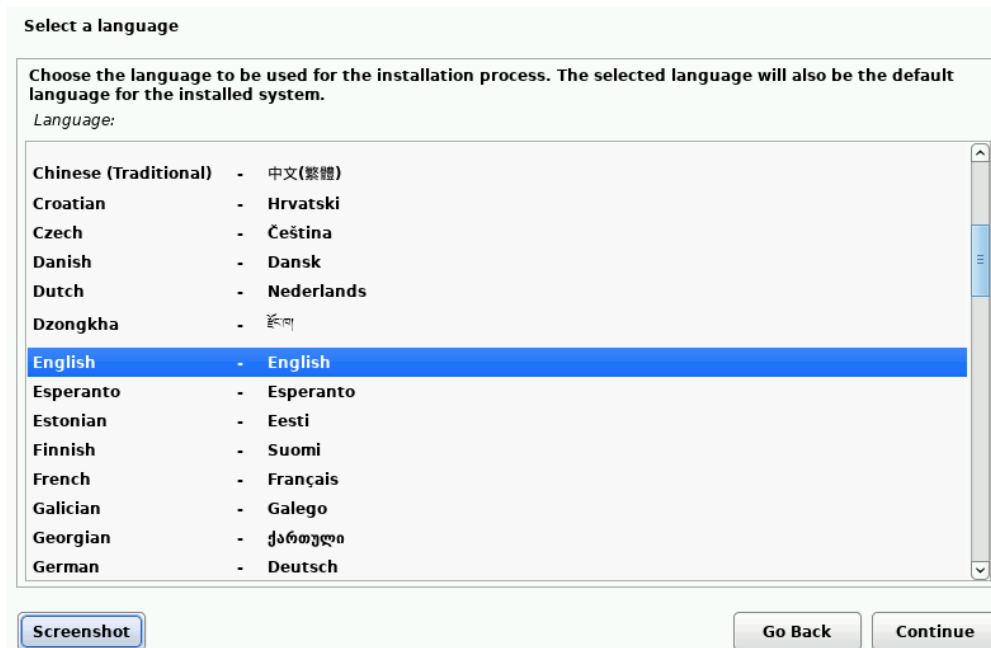 Select a language
Choose the language to be used for the installation process. The selected language will also be the default
language for the installed system.
Language:
Chinese (Traditional) - 中文(繁體)
Croatian - Hrvatski
Czech - Čeština
Danish - Dansk
Dutch - Nederlands
Dzongkha - རྫོང་ཁ།
English - English
Esperanto - Esperanto
Estonian - Eesti
Finnish - Suomi
French - Français
Galician - Galego
Georgian - ქართული
German - Deutsch
Screenshot Go Back Continue